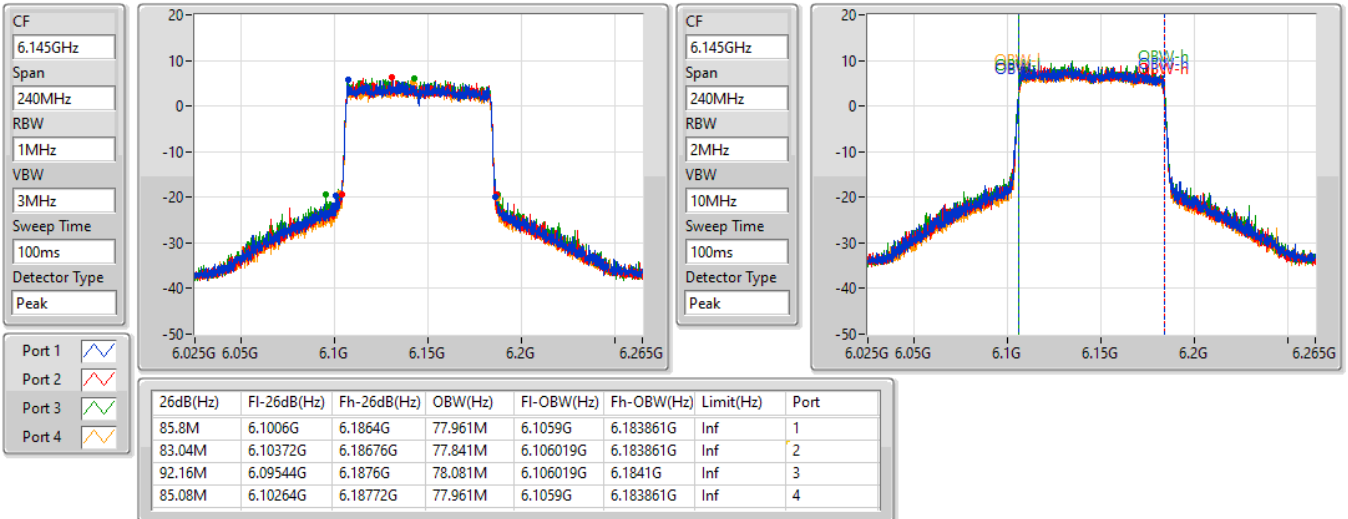 CF
6.145GHz
Span
240MHz
RBW
1MHz
VBW
3MHz
Sweep Time
100ms
Detector Type
Peak
20
10
0
-10
-20
-30
-40
-50
6.025G 6.05G 6.1G 6.15G 6.2G 6.265G
CF
6.145GHz
Span
240MHz
RBW
2MHz
VBW
10MHz
Sweep Time
100ms
Detector Type
Peak
20
10
0
-10
-20
-30
-40
-50
OBW-h
OBW-h
6.025G 6.05G 6.1G 6.15G 6.2G 6.265G
Port 1
Port 2
Port 3
Port 4
26dB(Hz) Fl-26dB(Hz) Fh-26dB(Hz) OBW(Hz) Fl-OBW(Hz) Fh-OBW(Hz) Limit(Hz) Port
85.8M 6.1006G 6.1864G 77.961M 6.1059G 6.183861G Inf 1
83.04M 6.10372G 6.18676G 77.841M 6.106019G 6.183861G Inf 2
92.16M 6.09544G 6.1876G 78.081M 6.106019G 6.1841G Inf 3
85.08M 6.10264G 6.18772G 77.961M 6.1059G 6.183861G Inf 4